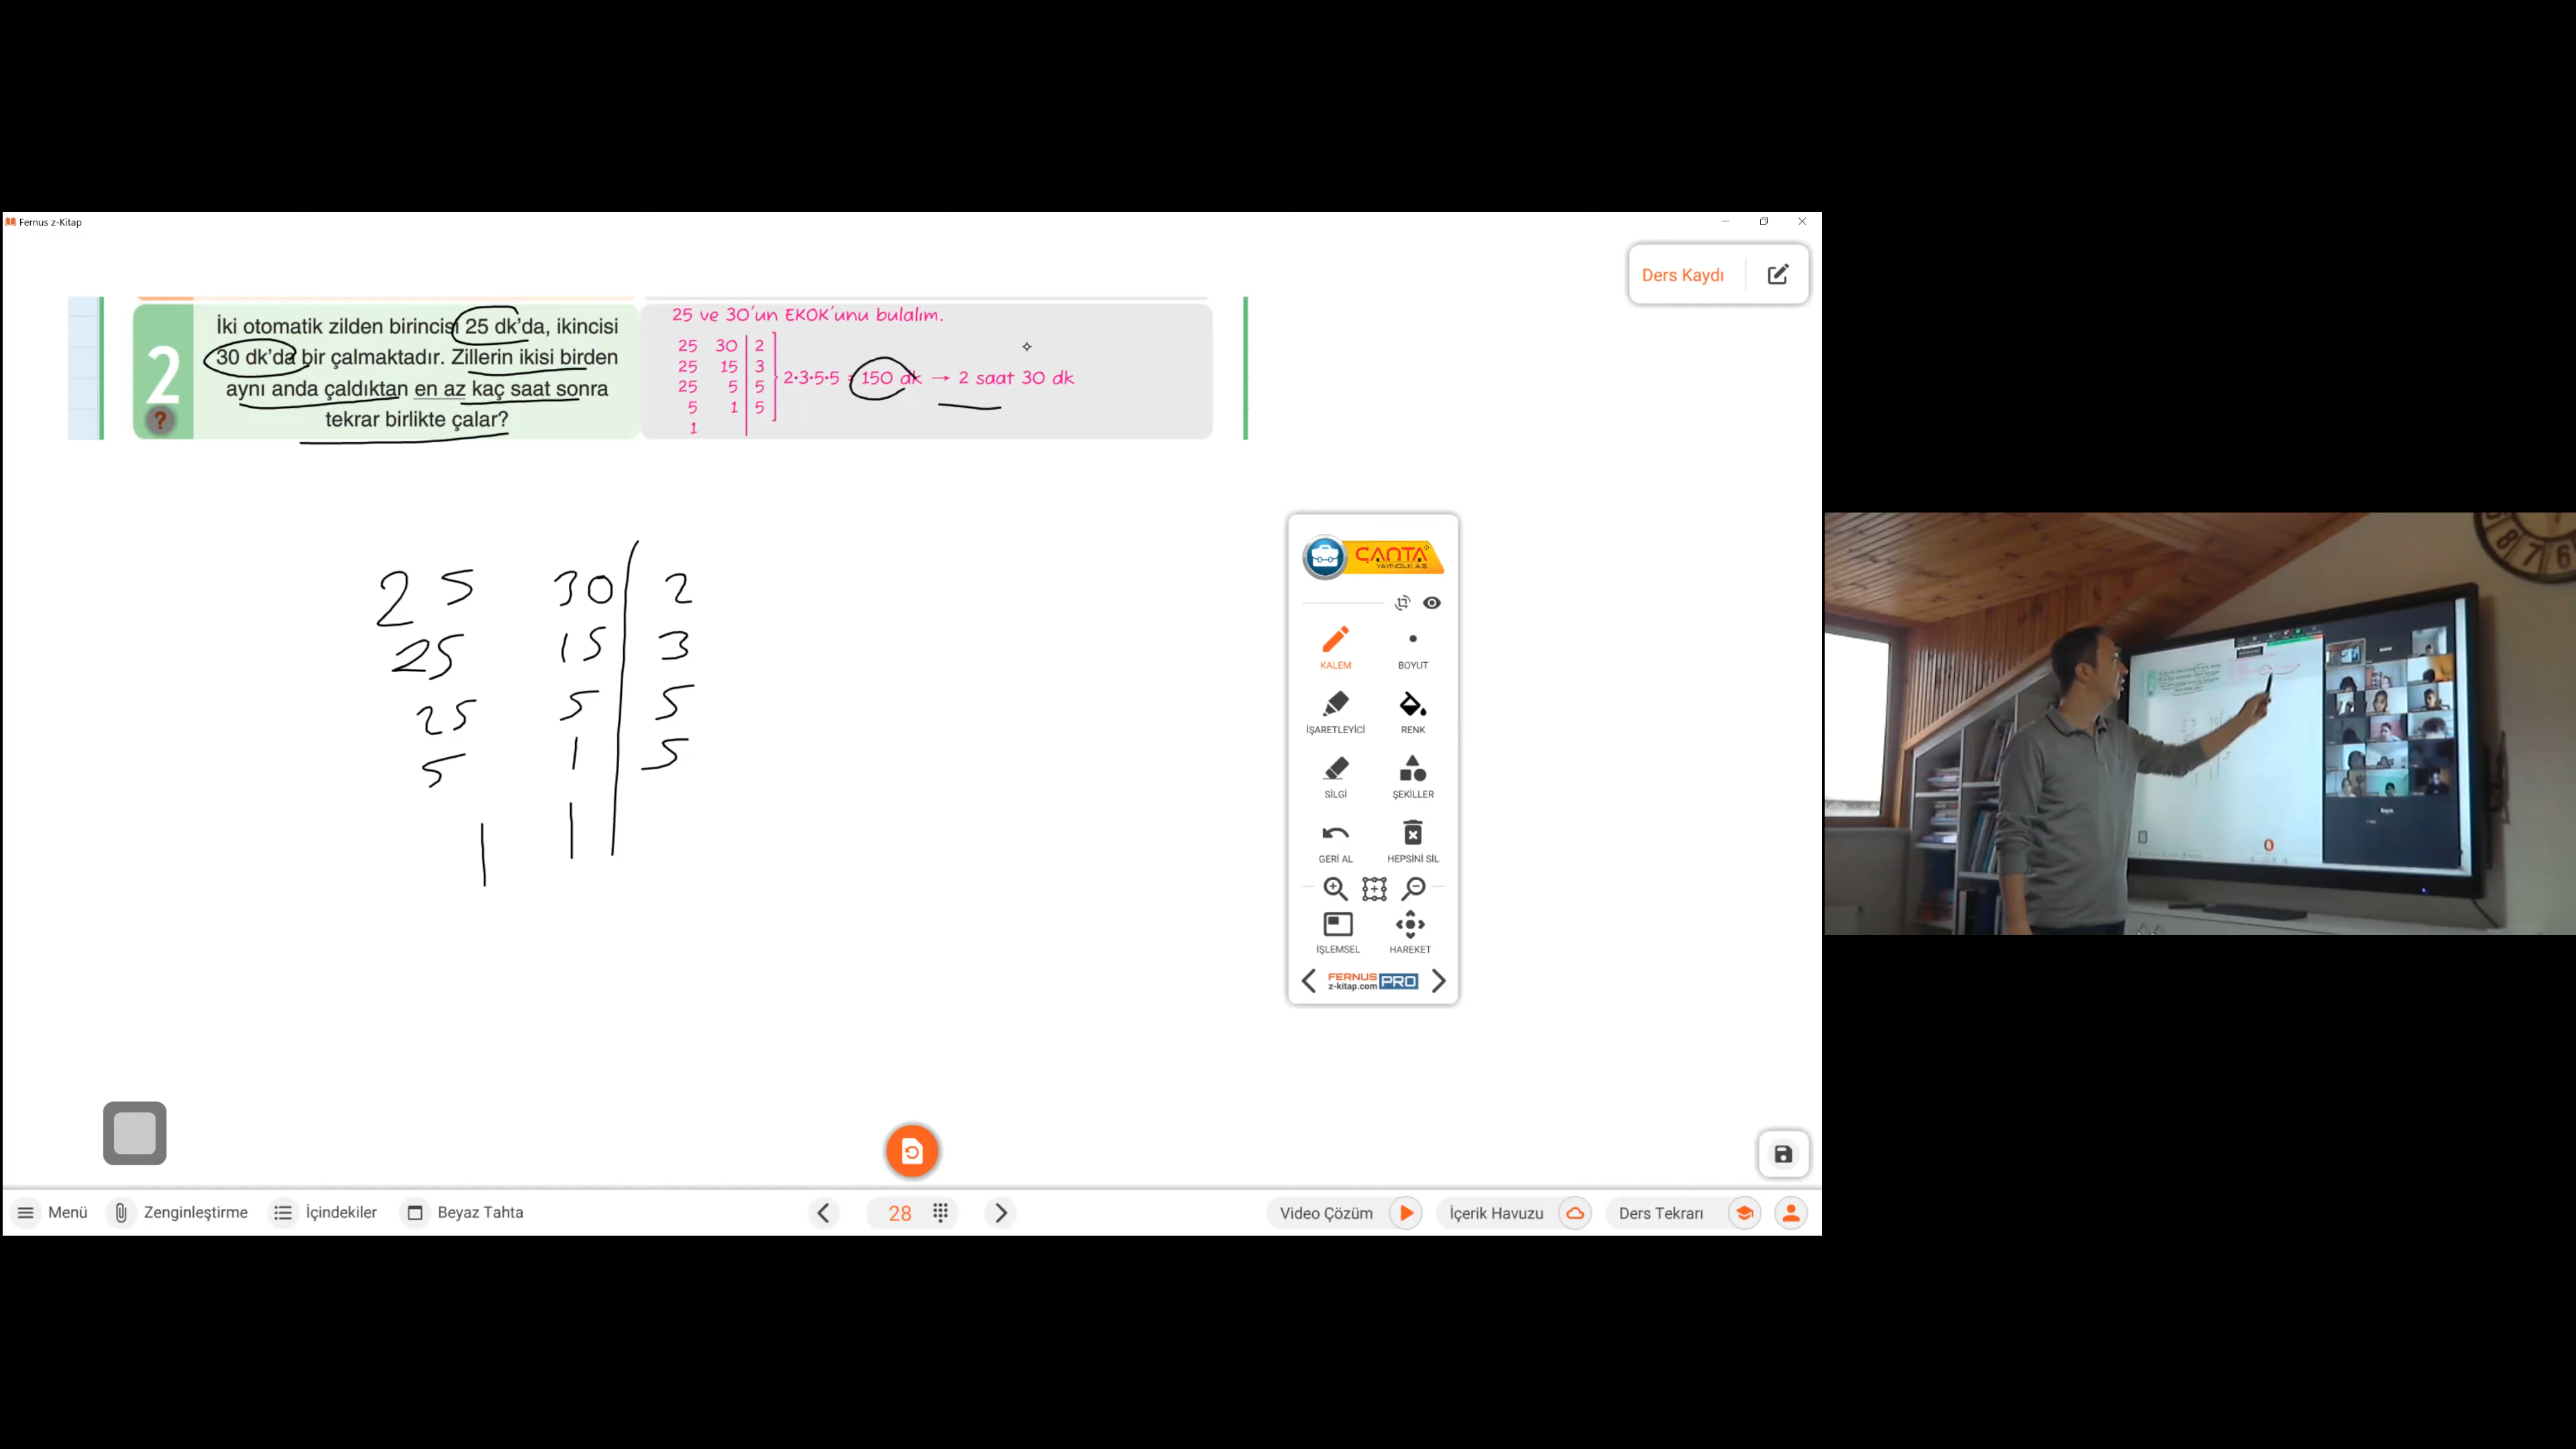 Fernus z-Kitap
Ders Kaydı
2
?
İki otomatik zilden birincisi 25 dk'da, ikincisi
30 dk'da bir çalmaktadır. Zillerin ikisi birden
aynı anda çaldıktan en az kaç saat sonra
tekrar birlikte çalar?
25 ve 30'un EKOK'unu bulalım.
25 30 2
25 15 3
25 5 5
5 1 5
1
2·3·5·5 = 150 dk → 2 saat 30 dk
25 30 2
25 15 3
25 5 5
5 1 5
1 1
ÇANTA
YAYINCILIK A.Ş.
KALEM BOYUT
İŞARETLEYİCİ RENK
SİLGİ ŞEKİLLER
GERİ AL HEPSİNİ SİL
İŞLEMSEL HAREKET
FERNUS PRO
z-kitap.com
8 7 6
Menü Zenginleştirme İçindekiler Beyaz Tahta 28 Video Çözüm İçerik Havuzu Ders Tekrarı